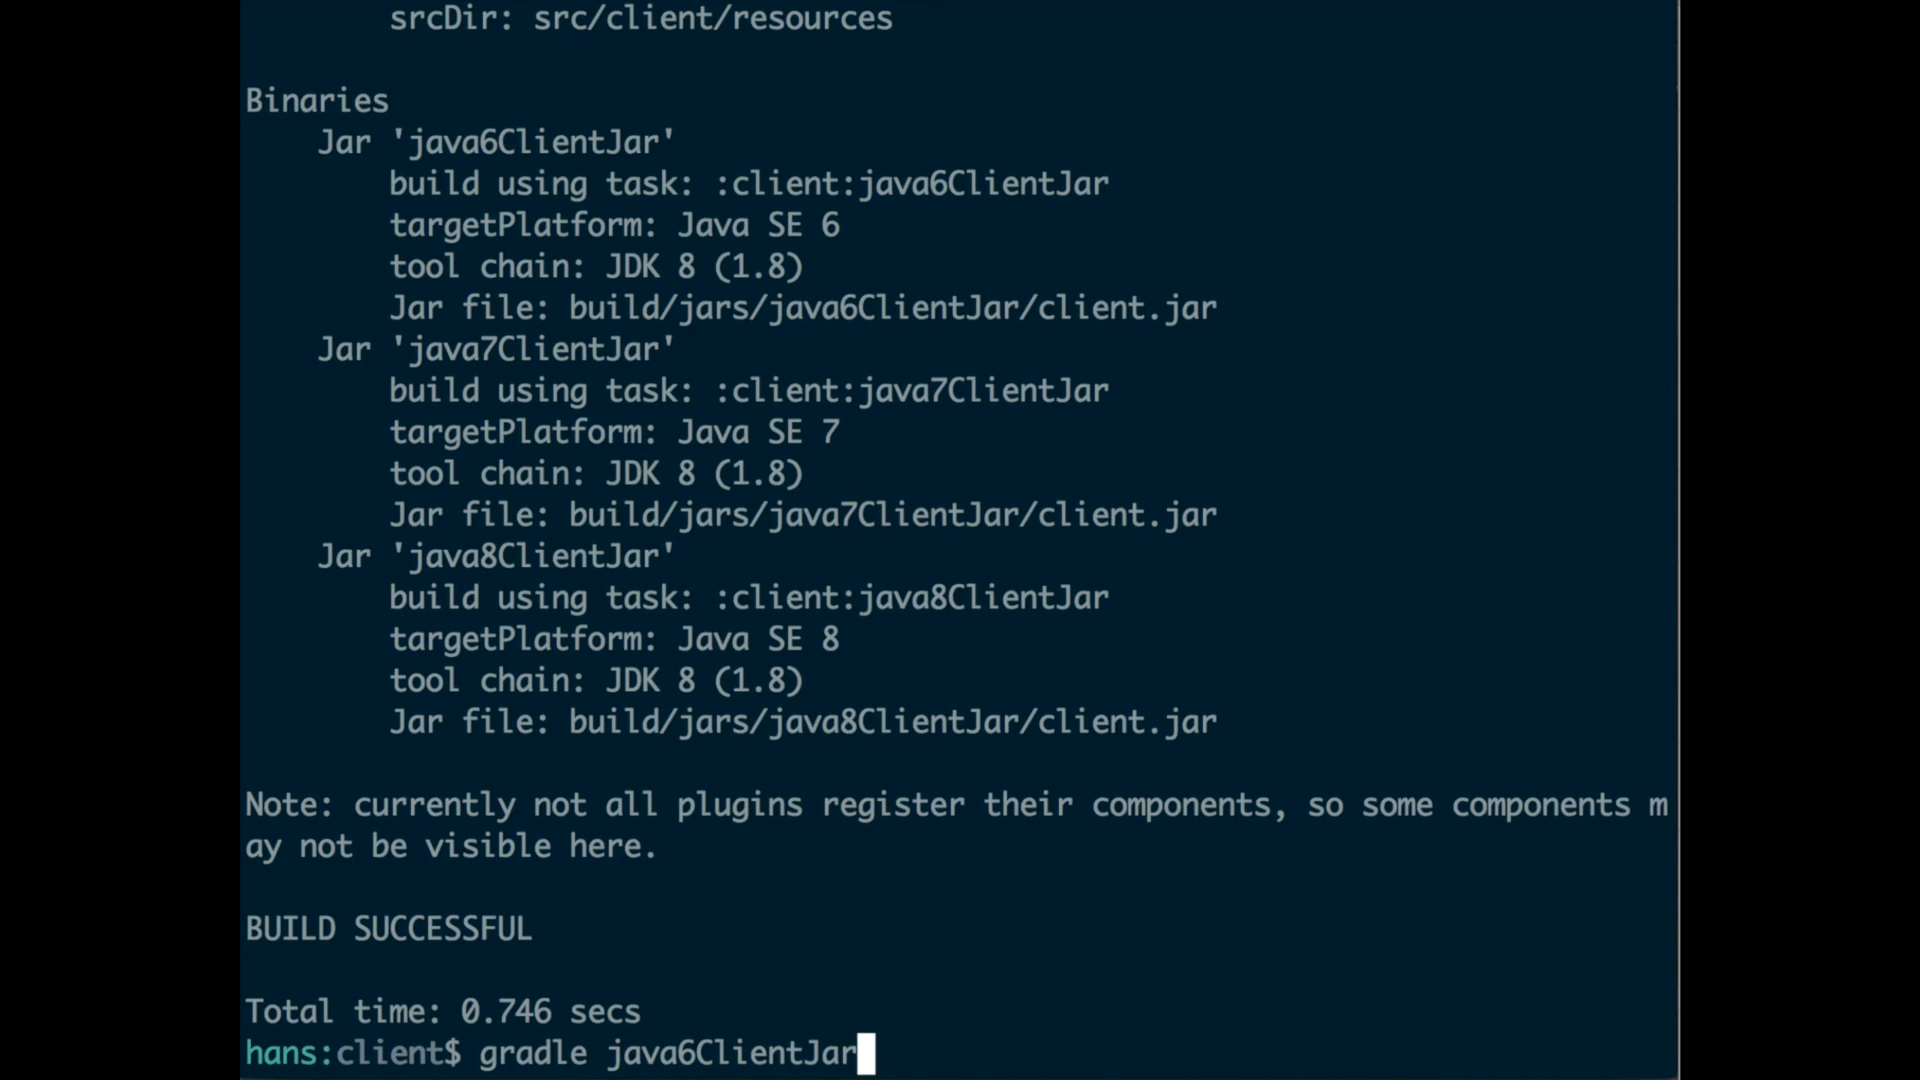 srcDir: src/client/resources
Binaries
Jar 'java6ClientJar'
build using task: :client:java6ClientJar
targetPlatform: Java SE 6
tool chain: JDK 8 (1.8)
Jar file: build/jars/java6ClientJar/client.jar
Jar 'java7ClientJar'
build using task: :client:java7ClientJar
targetPlatform: Java SE 7
tool chain: JDK 8 (1.8)
Jar file: build/jars/java7ClientJar/client.jar
Jar 'java8ClientJar'
build using task: :client:java8ClientJar
targetPlatform: Java SE 8
tool chain: JDK 8 (1.8)
Jar file: build/jars/java8ClientJar/client.jar
Note: currently not all plugins register their components, so some components m
ay not be visible here.
BUILD SUCCESSFUL
Total time: 0.746 secs
hans:client$ gradle java6ClientJar